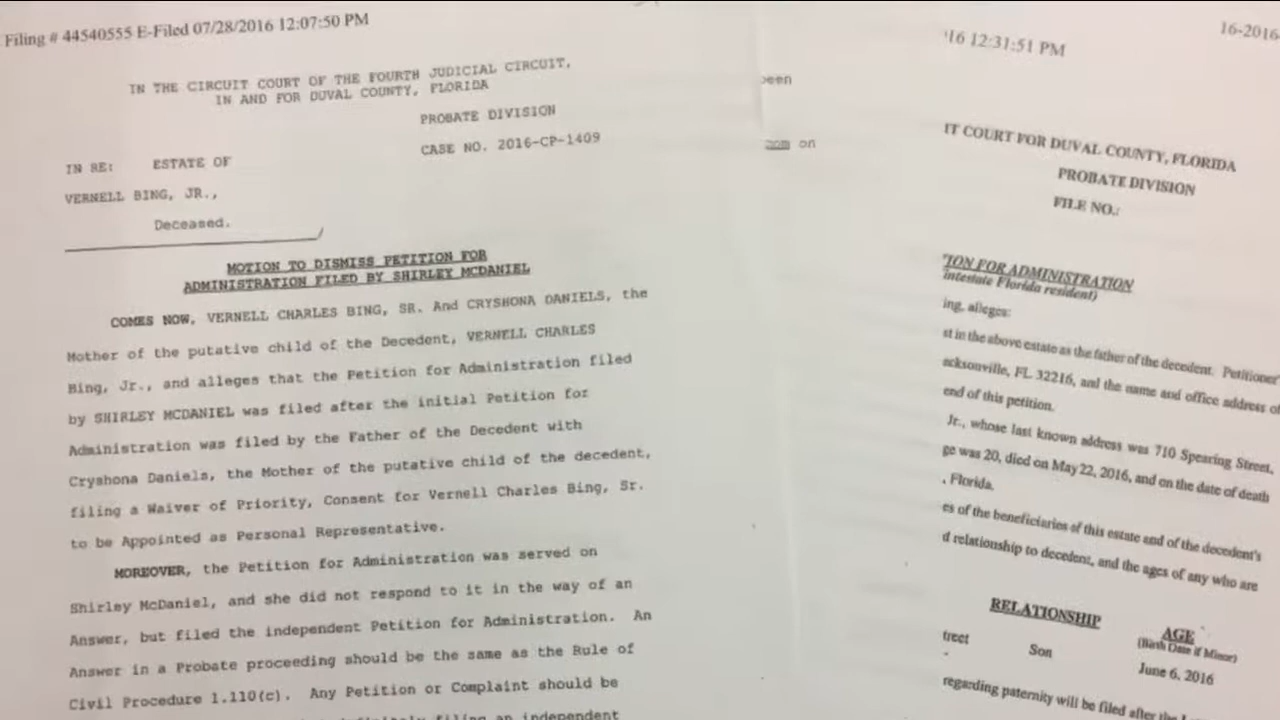 Filing # 44540555 E-Filed 07/28/2016 12:07:50 PM
IN THE CIRCUIT COURT OF THE FOURTH JUDICIAL CIRCUIT,
IN AND FOR DUVAL COUNTY, FLORIDA
PROBATE DIVISION
CASE NO. 2016-CP-1409
IN RE: ESTATE OF
VERNELL BING, JR.,
Deceased.
MOTION TO DISMISS PETITION FOR
ADMINISTRATION FILED BY SHIRLEY MCDANIEL
COMES NOW, VERNELL CHARLES BING, SR. And CRYSHONA DANIELS, the
Mother of the putative child of the Decedent, VERNELL CHARLES
Bing, Jr., and alleges that the Petition for Administration filed
by SHIRLEY MCDANIEL was filed after the initial Petition for
Administration was filed by the Father of the Decedent with
Cryshona Daniels, the Mother of the putative child of the decedent,
filing a Waiver of Priority, Consent for Vernell Charles Bing, Sr.
to be Appointed as Personal Representative.
MOREOVER, the Petition for Administration was served on
Shirley McDaniel, and she did not respond to it in the way of an
Answer, but filed the independent Petition for Administration. An
Answer in a Probate proceeding should be the same as the Rule of
Civil Procedure 1.110(c). Any Petition or Complaint should be
filing an independent
been
on
16-2016
'16 12:31:51 PM
IT COURT FOR DUVAL COUNTY, FLORIDA
PROBATE DIVISION
FILE NO.:
ION FOR ADMINISTRATION
intestate Florida resident)
ing, alleges:
st in the above estate as the father of the decedent. Petitioner'
acksonville, FL 32216, and the name and office address of
end of this petition.
Jr., whose last known address was 710 Spearing Street,
ge was 20, died on May 22, 2016, and on the date of death
, Florida.
es of the beneficiaries of this estate and of the decedent's
d relationship to decedent, and the ages of any who are
RELATIONSHIP AGE
(Birth Date if Minor)
treet Son June 6, 2016
regarding paternity will be filed after the